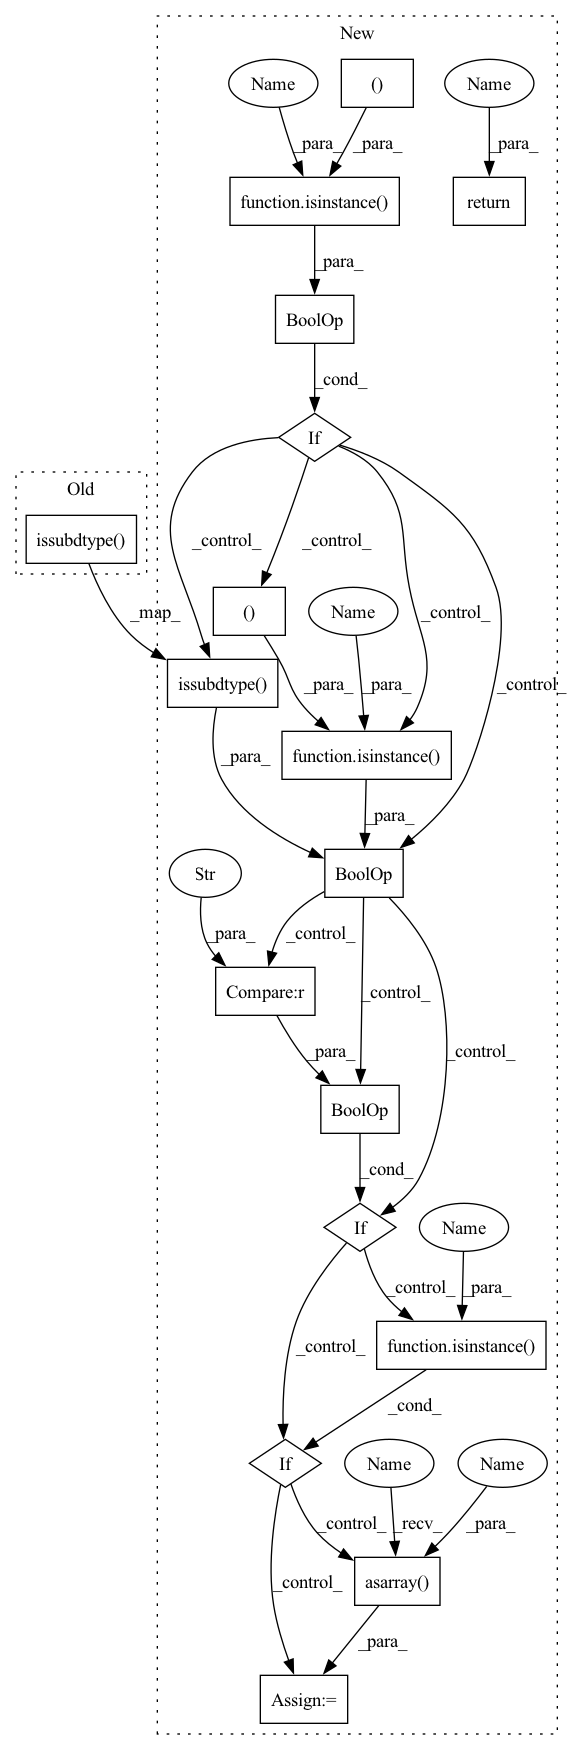 New
Name
()
Name
_para_
_para_
_para_
function.isinstance()
return
_para_
BoolOp
_cond_
If
Old
issubdtype()
_control_
_control_
_map_
()
Name
_control_
issubdtype()
_para_
_para_
_control_
_para_
function.isinstance()
_para_
Str
BoolOp
_para_
_control_
Compare:r
_control_
_para_
_control_
BoolOp
_cond_
If
Name
_control_
_para_
_control_
function.isinstance()
_cond_
If
Name
Name
_control_
_recv_
_para_
_control_
asarray()
_para_
Assign:=